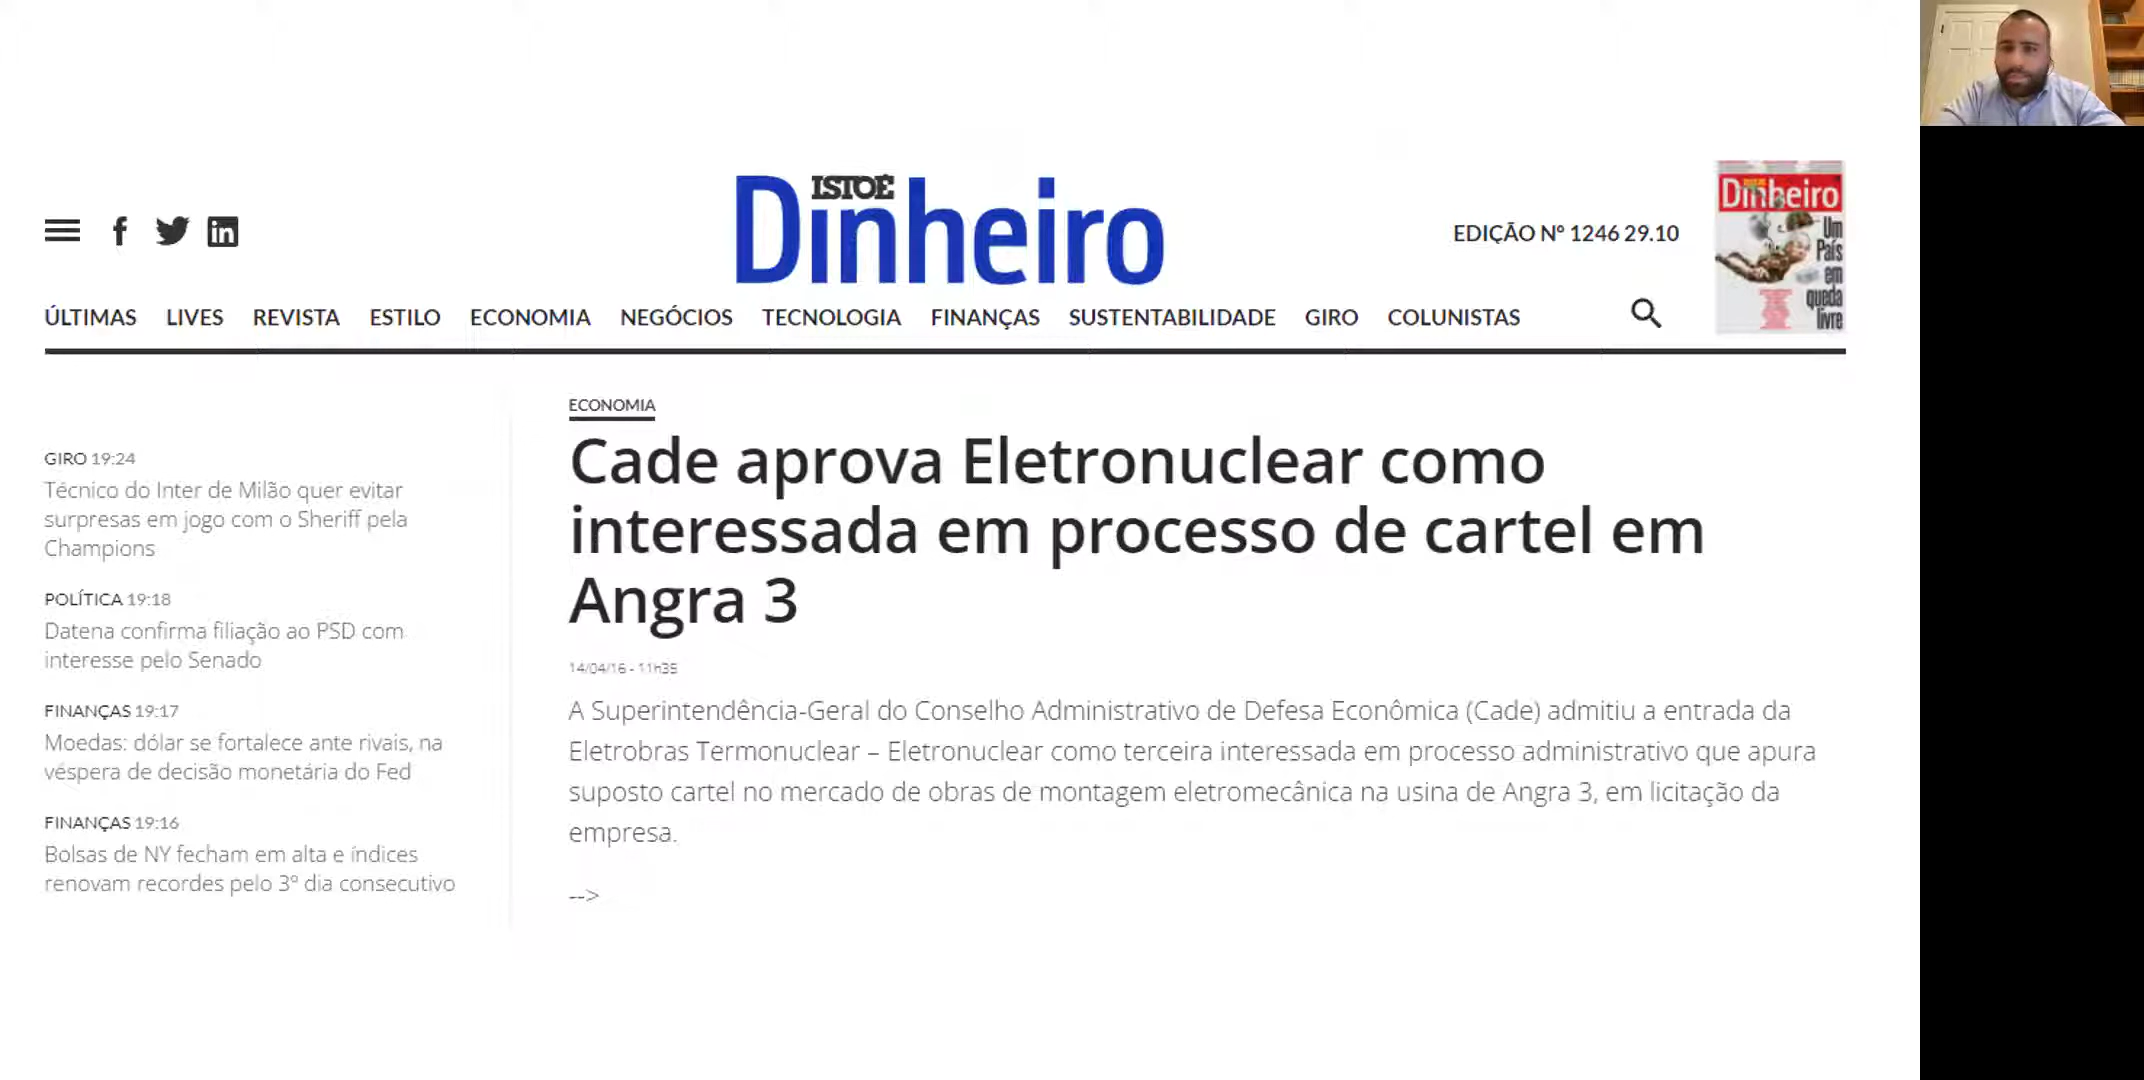 ISTOÉ
Dinheiro
EDIÇÃO Nº 1246 29.10
Dinheiro
Um
País
em
queda
livre
ÚLTIMAS LIVES REVISTA ESTILO ECONOMIA NEGÓCIOS TECNOLOGIA FINANÇAS SUSTENTABILIDADE GIRO COLUNISTAS
GIRO 19:24
Técnico do Inter de Milão quer evitar
surpresas em jogo com o Sheriff pela
Champions
POLÍTICA 19:18
Datena confirma filiação ao PSD com
interesse pelo Senado
FINANÇAS 19:17
Moedas: dólar se fortalece ante rivais, na
véspera de decisão monetária do Fed
FINANÇAS 19:16
Bolsas de NY fecham em alta e índices
renovam recordes pelo 3º dia consecutivo
ECONOMIA
Cade aprova Eletronuclear como
interessada em processo de cartel em
Angra 3
14/04/16 - 11h35
A Superintendência-Geral do Conselho Administrativo de Defesa Econômica (Cade) admitiu a entrada da
Eletrobras Termonuclear – Eletronuclear como terceira interessada em processo administrativo que apura
suposto cartel no mercado de obras de montagem eletromecânica na usina de Angra 3, em licitação da
empresa.
-->